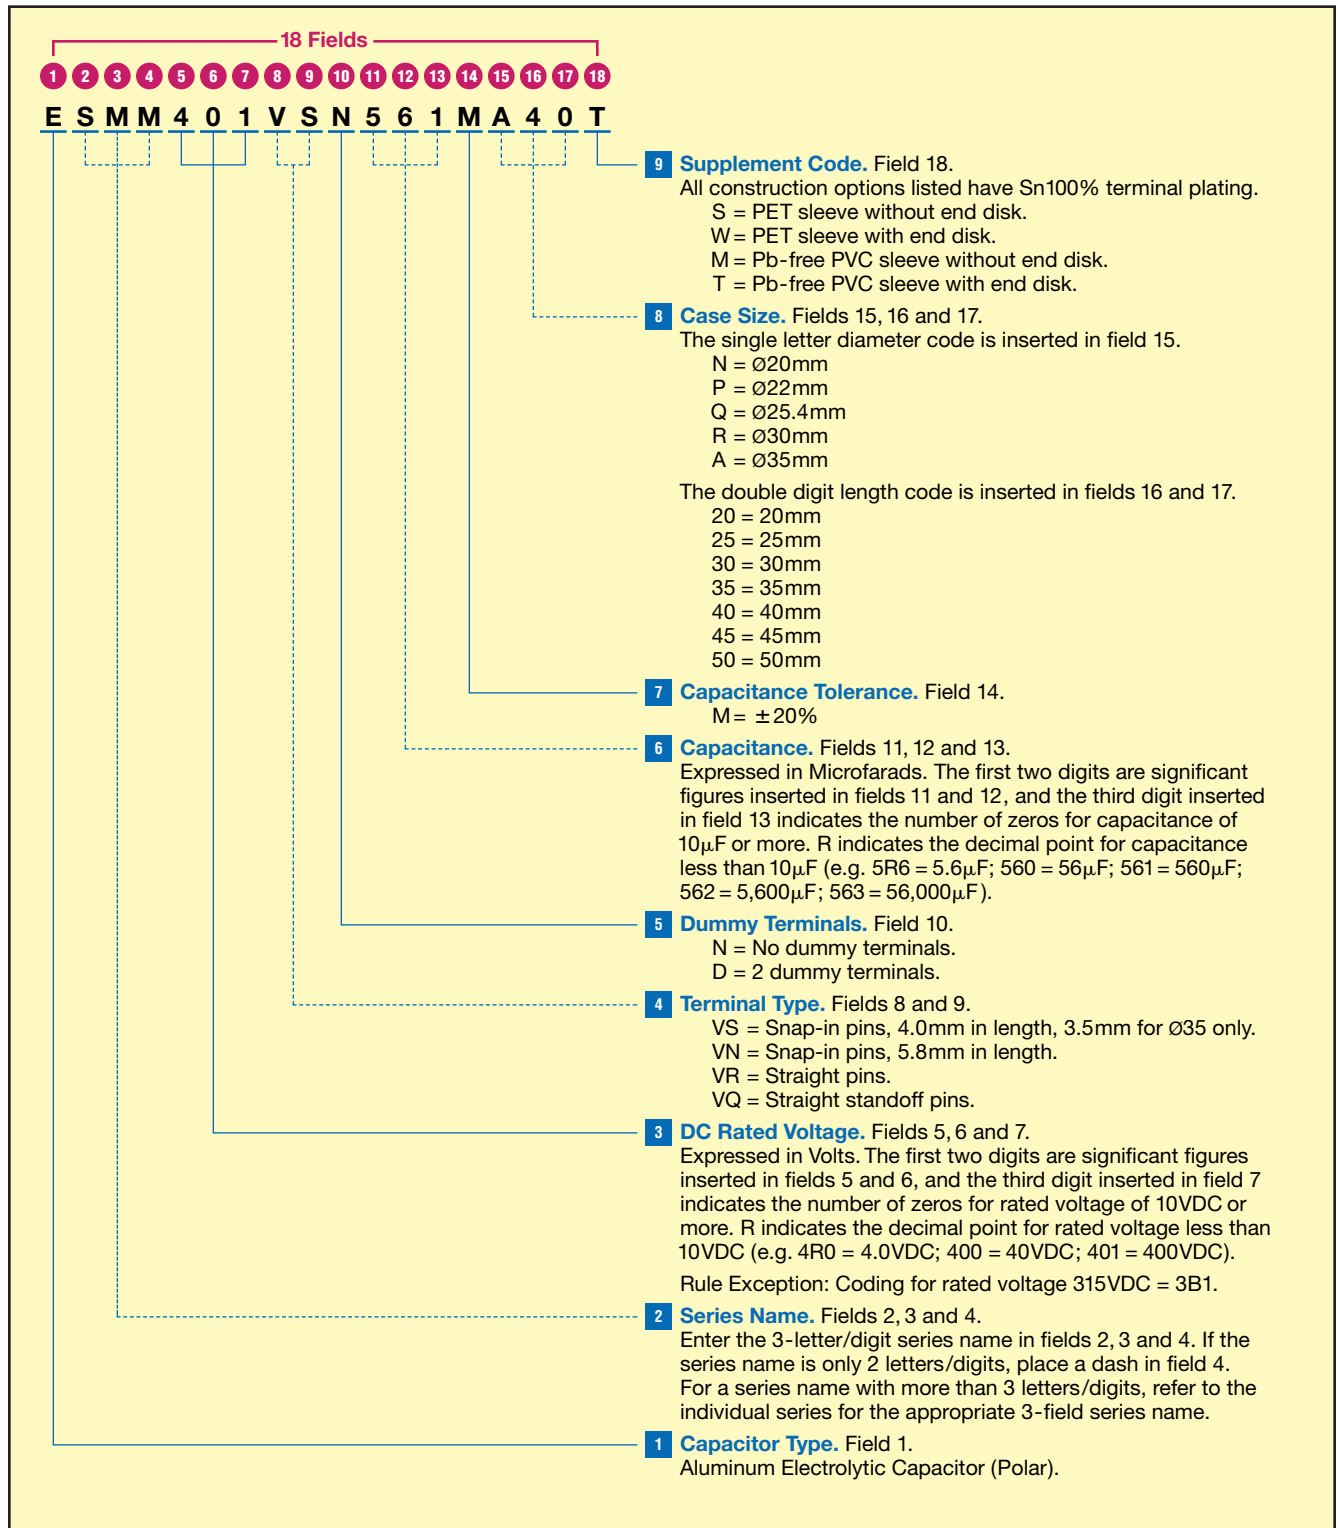 18 Fields
1 2 3 4 5 6 7 8 9 10 11 12 13 14 15 16 17 18
E S M M 4 0 1 V S N 5 6 1 M A 4 0 T
9 Supplement Code. Field 18.
All construction options listed have Sn100% terminal plating.
S = PET sleeve without end disk.
W = PET sleeve with end disk.
M = Pb-free PVC sleeve without end disk.
T = Pb-free PVC sleeve with end disk.
8 Case Size. Fields 15, 16 and 17.
The single letter diameter code is inserted in field 15.
N = Ø20mm
P = Ø22mm
Q = Ø25.4mm
R = Ø30mm
A = Ø35mm
The double digit length code is inserted in fields 16 and 17.
20 = 20mm
25 = 25mm
30 = 30mm
35 = 35mm
40 = 40mm
45 = 45mm
50 = 50mm
7 Capacitance Tolerance. Field 14.
M = ±20%
6 Capacitance. Fields 11, 12 and 13.
Expressed in Microfarads. The first two digits are significant
figures inserted in fields 11 and 12, and the third digit inserted
in field 13 indicates the number of zeros for capacitance of
10µF or more. R indicates the decimal point for capacitance
less than 10µF (e.g. 5R6 = 5.6µF; 560 = 56µF; 561 = 560µF;
562 = 5,600µF; 563 = 56,000µF).
5 Dummy Terminals. Field 10.
N = No dummy terminals.
D = 2 dummy terminals.
4 Terminal Type. Fields 8 and 9.
VS = Snap-in pins, 4.0mm in length, 3.5mm for Ø35 only.
VN = Snap-in pins, 5.8mm in length.
VR = Straight pins.
VQ = Straight standoff pins.
3 DC Rated Voltage. Fields 5, 6 and 7.
Expressed in Volts. The first two digits are significant figures
inserted in fields 5 and 6, and the third digit inserted in field 7
indicates the number of zeros for rated voltage of 10VDC or
more. R indicates the decimal point for rated voltage less than
10VDC (e.g. 4R0 = 4.0VDC; 400 = 40VDC; 401 = 400VDC).
Rule Exception: Coding for rated voltage 315VDC = 3B1.
2 Series Name. Fields 2, 3 and 4.
Enter the 3-letter/digit series name in fields 2, 3 and 4. If the
series name is only 2 letters/digits, place a dash in field 4.
For a series name with more than 3 letters/digits, refer to the
individual series for the appropriate 3-field series name.
1 Capacitor Type. Field 1.
Aluminum Electrolytic Capacitor (Polar).